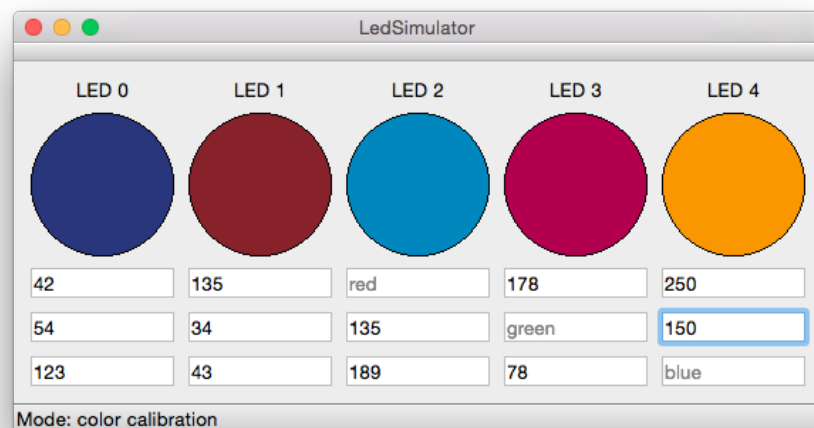 LedSimulator
LED 0 LED 1 LED 2 LED 3 LED 4
42 135 red 178 250
54 34 135 green 150
123 43 189 78 blue
Mode: color calibration